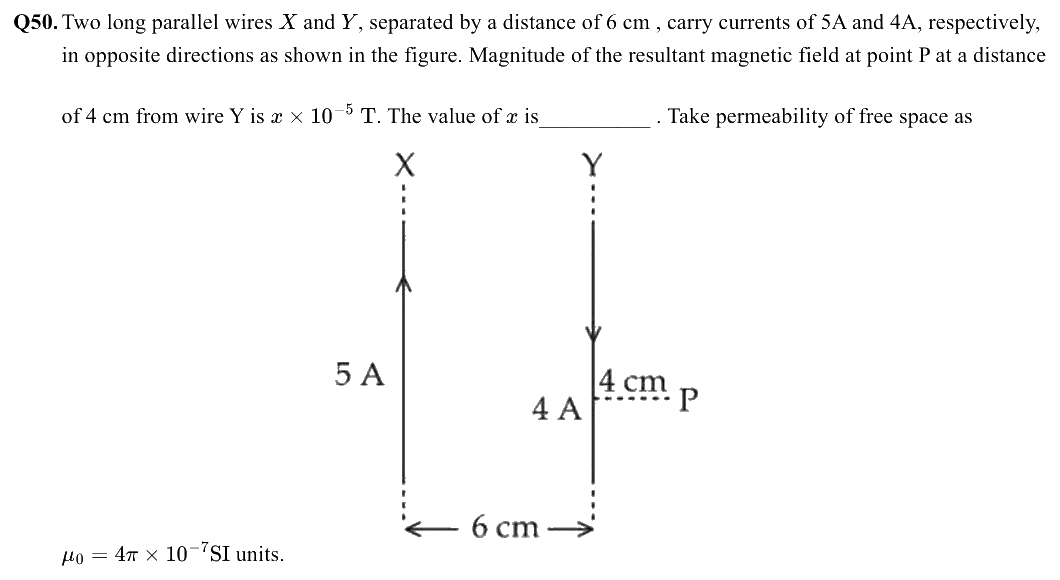 Q50. Two long parallel wires X and Y, separated by a distance of 6 cm , carry currents of 5A and 4A, respectively,
in opposite directions as shown in the figure. Magnitude of the resultant magnetic field at point P at a distance
of 4 cm from wire Y is x × 10⁻⁵ T. The value of x is__________ . Take permeability of free space as
X Y
5 A
4 cm
4 A P
6 cm
μ₀ = 4π × 10⁻⁷SI units.